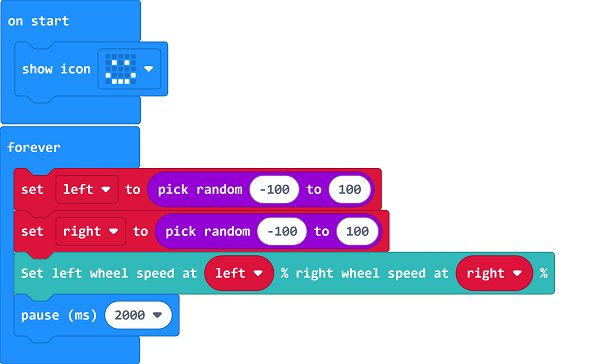 on start
show icon
forever
set left to pick random -100 to 100
set right to pick random -100 to 100
Set left wheel speed at left % right wheel speed at right %
pause (ms) 2000